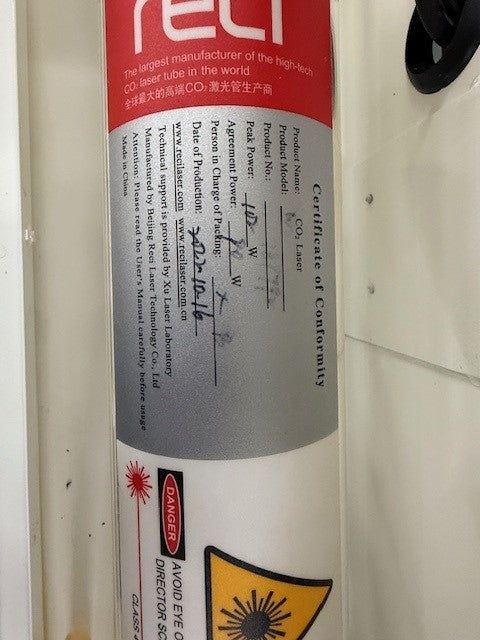 reci
The largest manufacturer of the high-tech
CO₂ laser tube in the world
全球最大的高端CO₂激光管生产商
Certificate of Conformity
Product Name: CO₂ Laser
Product Model:
Product No.:
Peak Power: W
Agreement Power: W
Person in Charge of Packing:
Date of Production:
www.recilaser.com www.recilaser.com.cn
Technical support is provided by Xu Laser Laboratory
Manufactured by Beijing Reci Laser Technology Co., Ltd
Attention: Please read the User's Manual carefully before usage
Made in China
DANGER
AVOID EYE O
DIRECTOR SC
CLASS 4